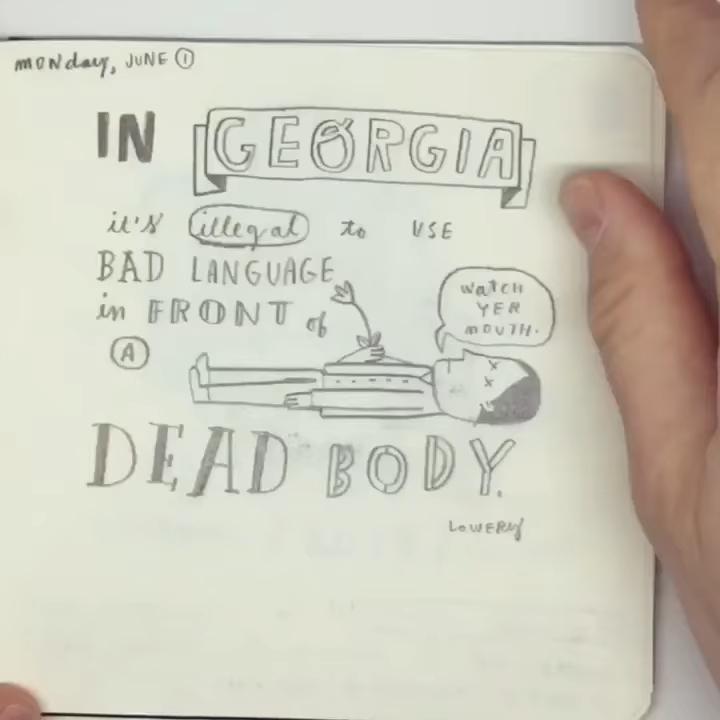 monday, JUNE 1
IN GEORGIA
it's illegal to USE
BAD LANGUAGE
in FRONT of
A
WATCH
YER
MOUTH.
DEAD BODY.
LOWERY